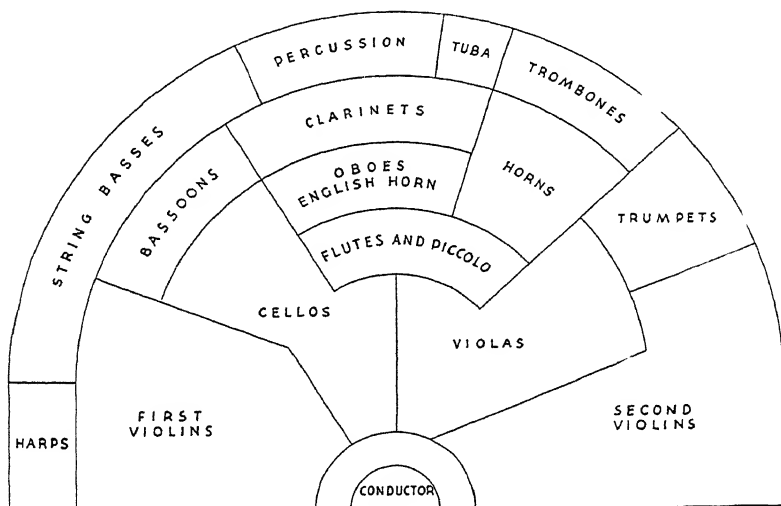 PERCUSSION
TUBA
TROMBONES
CLARINETS
STRING BASSES
BASSOONS
OBOES
ENGLISH HORN
HORNS
TRUMPETS
FLUTES AND PICCOLO
CELLOS
VIOLAS
FIRST
VIOLINS
SECOND
VIOLINS
HARPS
CONDUCTOR